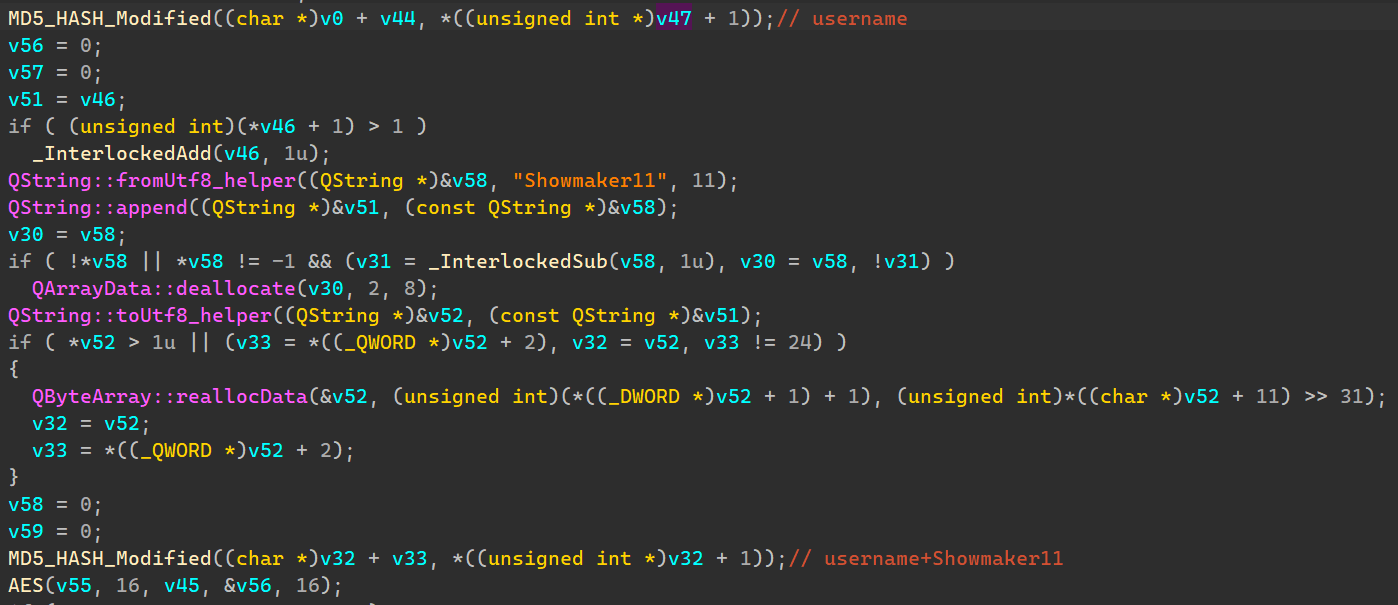 MD5_HASH_Modified((char *)v0 + v44, *((unsigned int *)v47 + 1));// username
v56 = 0;
v57 = 0;
v51 = v46;
if ( (unsigned int)(*v46 + 1) > 1 )
_InterlockedAdd(v46, 1u);
QString::fromUtf8_helper((QString *)&v58, "Showmaker11", 11);
QString::append((QString *)&v51, (const QString *)&v58);
v30 = v58;
if ( !*v58 || *v58 != -1 && (v31 = _InterlockedSub(v58, 1u), v30 = v58, !v31) )
QArrayData::deallocate(v30, 2, 8);
QString::toUtf8_helper((QString *)&v52, (const QString *)&v51);
if ( *v52 > 1u || (v33 = *((_QWORD *)v52 + 2), v32 = v52, v33 != 24) )
{
QByteArray::reallocData(&v52, (unsigned int)(*((_DWORD *)v52 + 1) + 1), (unsigned int)*((char *)v52 + 11) >> 31);
v32 = v52;
v33 = *((_QWORD *)v52 + 2);
}
v58 = 0;
v59 = 0;
MD5_HASH_Modified((char *)v32 + v33, *((unsigned int *)v32 + 1));// username+Showmaker11
AES(v55, 16, v45, &v56, 16);